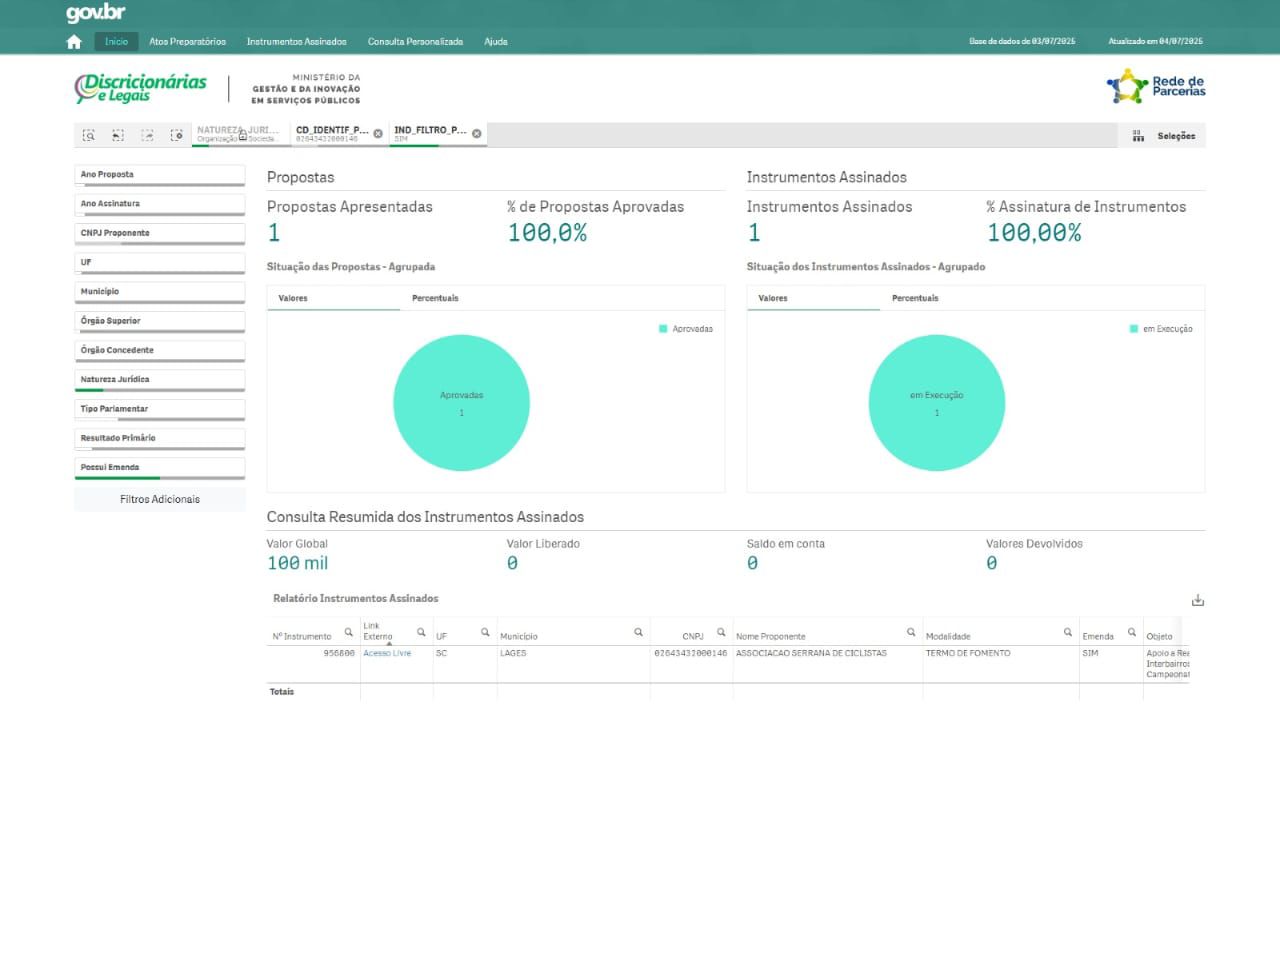 gov.br
Início
Atos Preparatórios
Instrumentos Assinados
Consulta Personalizada
Ajuda
Base de dados de 03/07/2025
Atualizado em 04/07/2025
Discricionárias
e Legais
MINISTÉRIO DA
GESTÃO E DA INOVAÇÃO
EM SERVIÇOS PÚBLICOS
Rede de
Parcerias
NATUREZA_JURI...
Organização Socieda...
CD_IDENTIF_P...
02643432000146
IND_FILTRO_P...
SIM
Seleções
Ano Proposta
Ano Assinatura
CNPJ Proponente
UF
Município
Órgão Superior
Órgão Concedente
Natureza Jurídica
Tipo Parlamentar
Resultado Primário
Possui Emenda
Filtros Adicionais
Propostas
Propostas Apresentadas
1
% de Propostas Aprovadas
100,0%
Situação das Propostas - Agrupada
Valores
Percentuais
Aprovadas
Aprovadas
1
Instrumentos Assinados
Instrumentos Assinados
1
% Assinatura de Instrumentos
100,00%
Situação dos Instrumentos Assinados - Agrupado
Valores
Percentuais
em Execução
em Execução
1
Consulta Resumida dos Instrumentos Assinados
Valor Global
100 mil
Valor Liberado
0
Saldo em conta
0
Valores Devolvidos
0
Relatório Instrumentos Assinados
Nº Instrumento
Link
Externo
UF
Município
CNPJ
Nome Proponente
Modalidade
Emenda
Objeto
956800
Acesso Livre
SC
LAGES
02643432000146
ASSOCIACAO SERRANA DE CICLISTAS
TERMO DE FOMENTO
SIM
Apoio a Rea
Interbairros
Campeonat
Totais